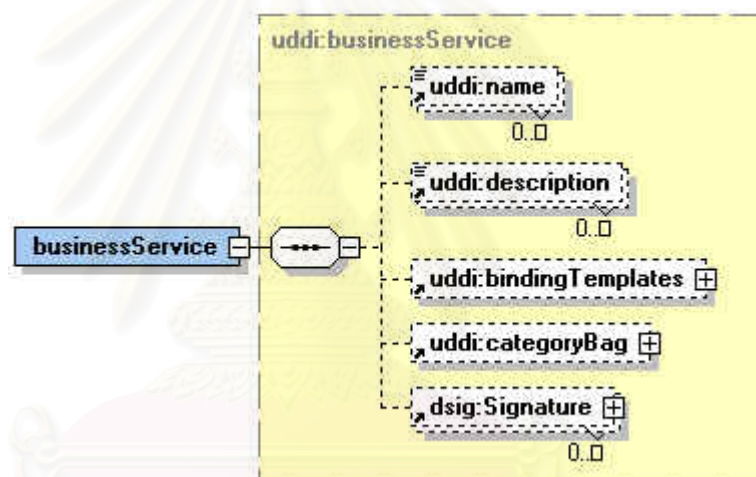 uddi:businessService
uddi:name
0..□
uddi:description
0..□
businessService
uddi:bindingTemplates
uddi:categoryBag
dsig:Signature
0..□